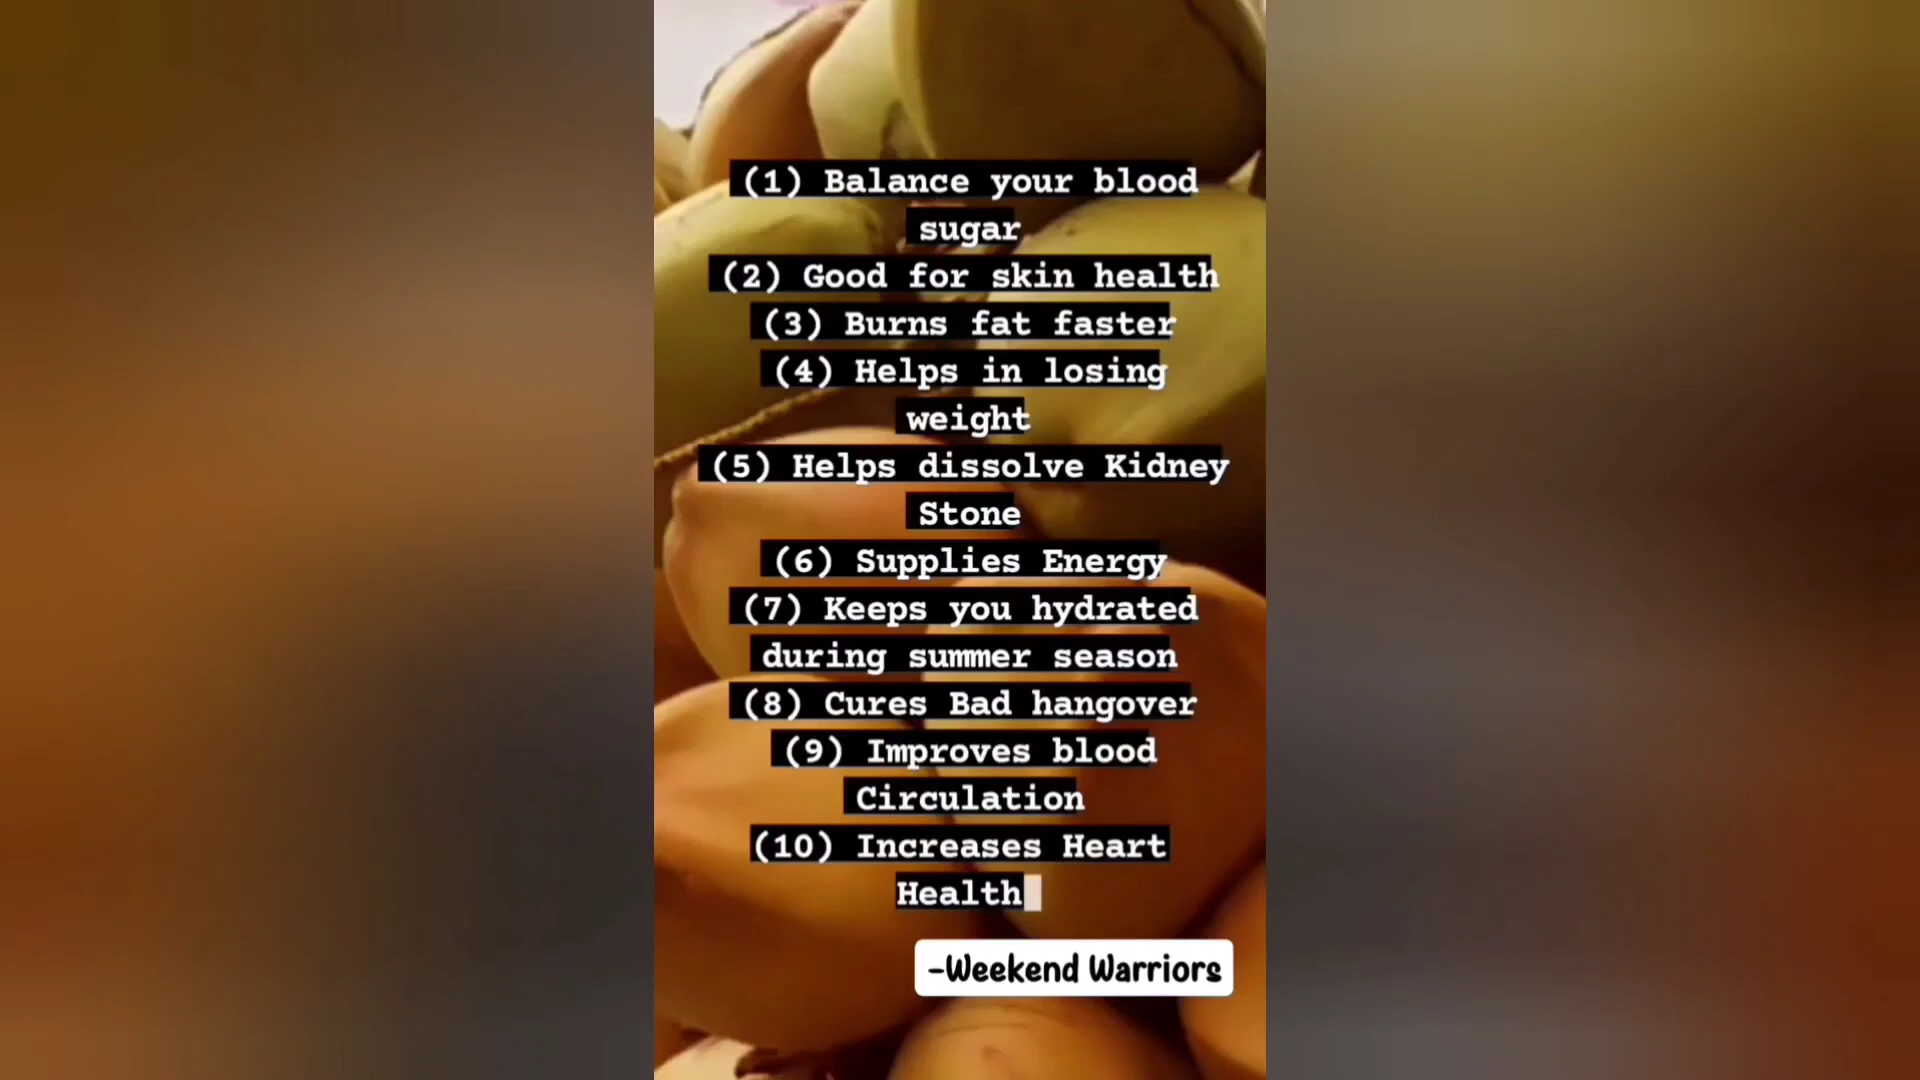 (1) Balance your blood
sugar
(2) Good for skin health
(3) Burns fat faster
(4) Helps in losing
weight
(5) Helps dissolve Kidney
Stone
(6) Supplies Energy
(7) Keeps you hydrated
during summer season
(8) Cures Bad hangover
(9) Improves blood
Circulation
(10) Increases Heart
Health
-Weekend Warriors